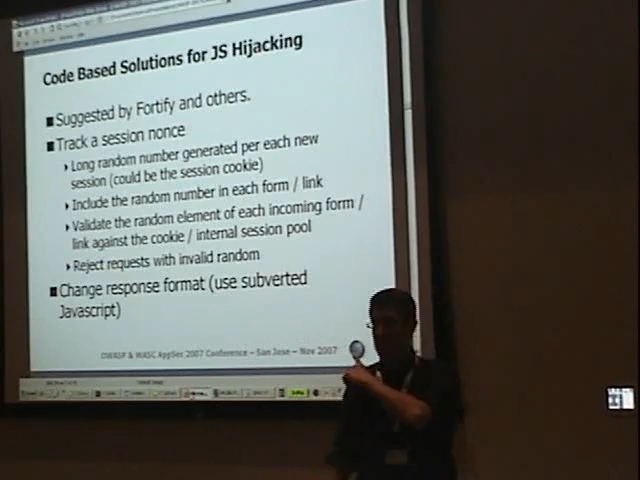 Code Based Solutions for JS Hijacking
Suggested by Fortify and others.
Track a session nonce
Long random number generated per each new
session (could be the session cookie)
Include the random number in each form / link
Validate the random element of each incoming form /
link against the cookie / internal session pool
Reject requests with invalid random
Change response format (use subverted
Javascript)
OWASP & WASC AppSec 2007 Conference – San Jose – Nov 2007